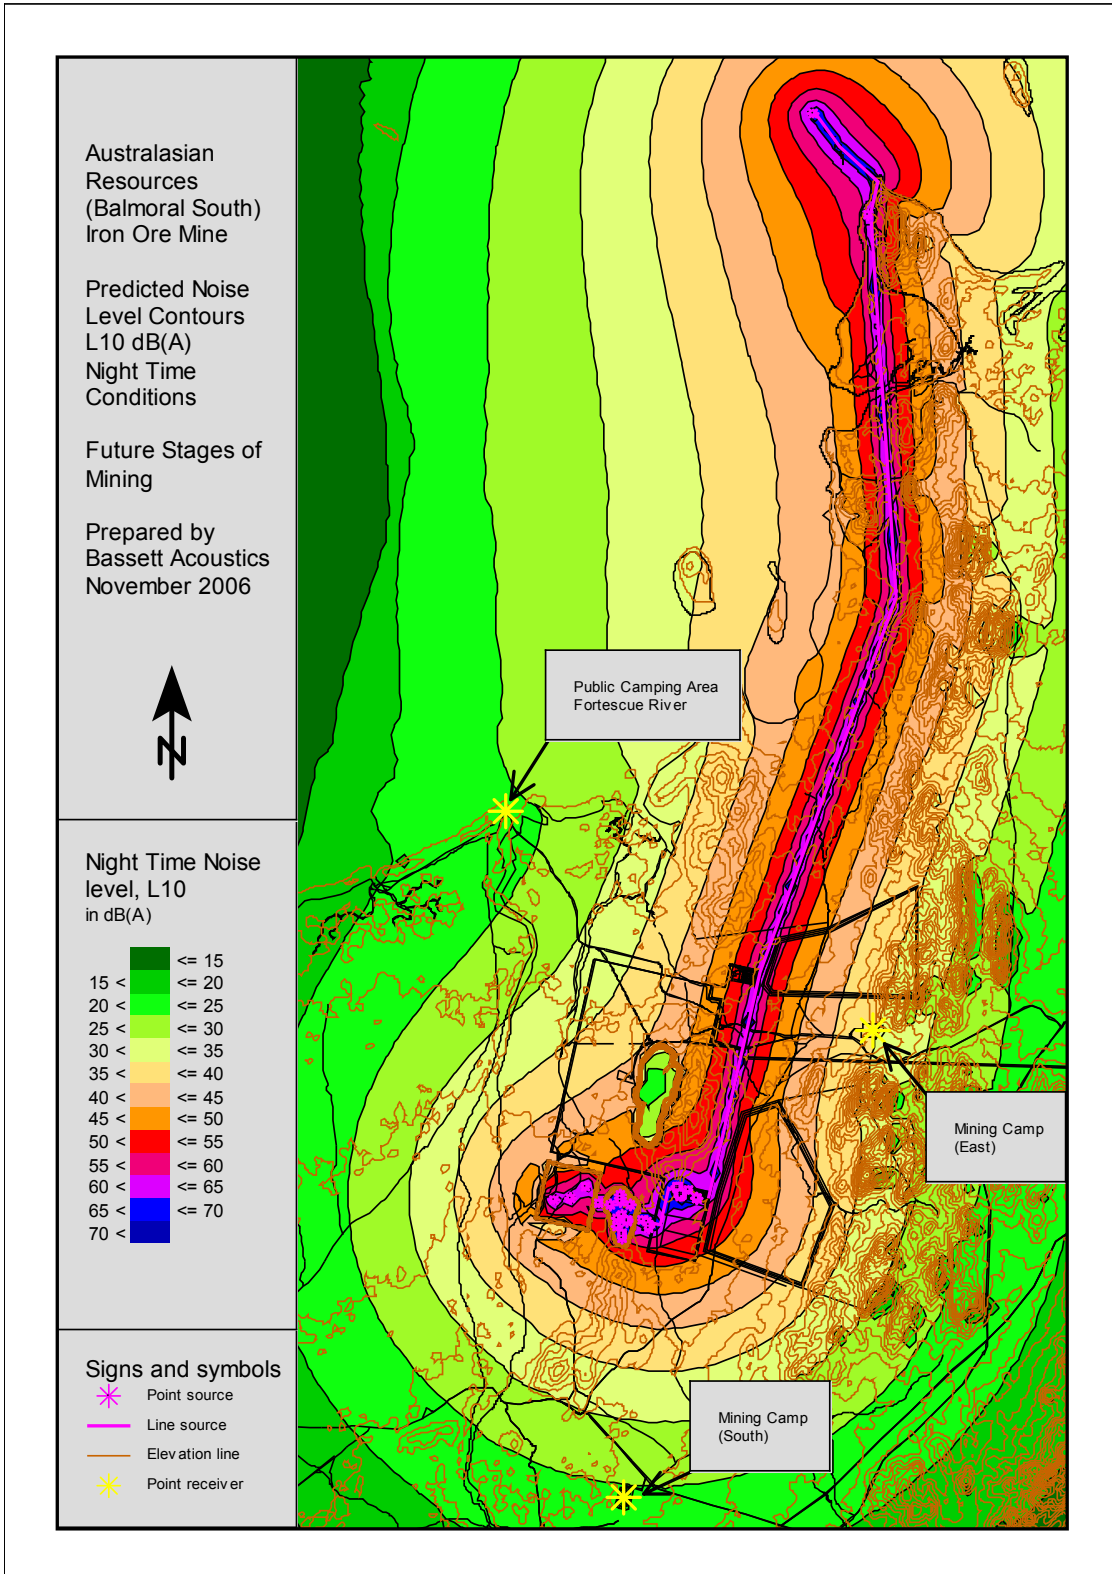 Australasian
Resources
(Balmoral South)
Iron Ore Mine
Predicted Noise
Level Contours
L10 dB(A)
Night Time
Conditions
Future Stages of
Mining
Prepared by
Bassett Acoustics
November 2006
N
Night Time Noise
level, L10
in dB(A)
<= 15
15 < <= 20
20 < <= 25
25 < <= 30
30 < <= 35
35 < <= 40
40 < <= 45
45 < <= 50
50 < <= 55
55 < <= 60
60 < <= 65
65 < <= 70
70 <
Signs and symbols
Point source
Line source
Elevation line
Point receiver
Public Camping Area
Fortescue River
Mining Camp
(East)
Mining Camp
(South)